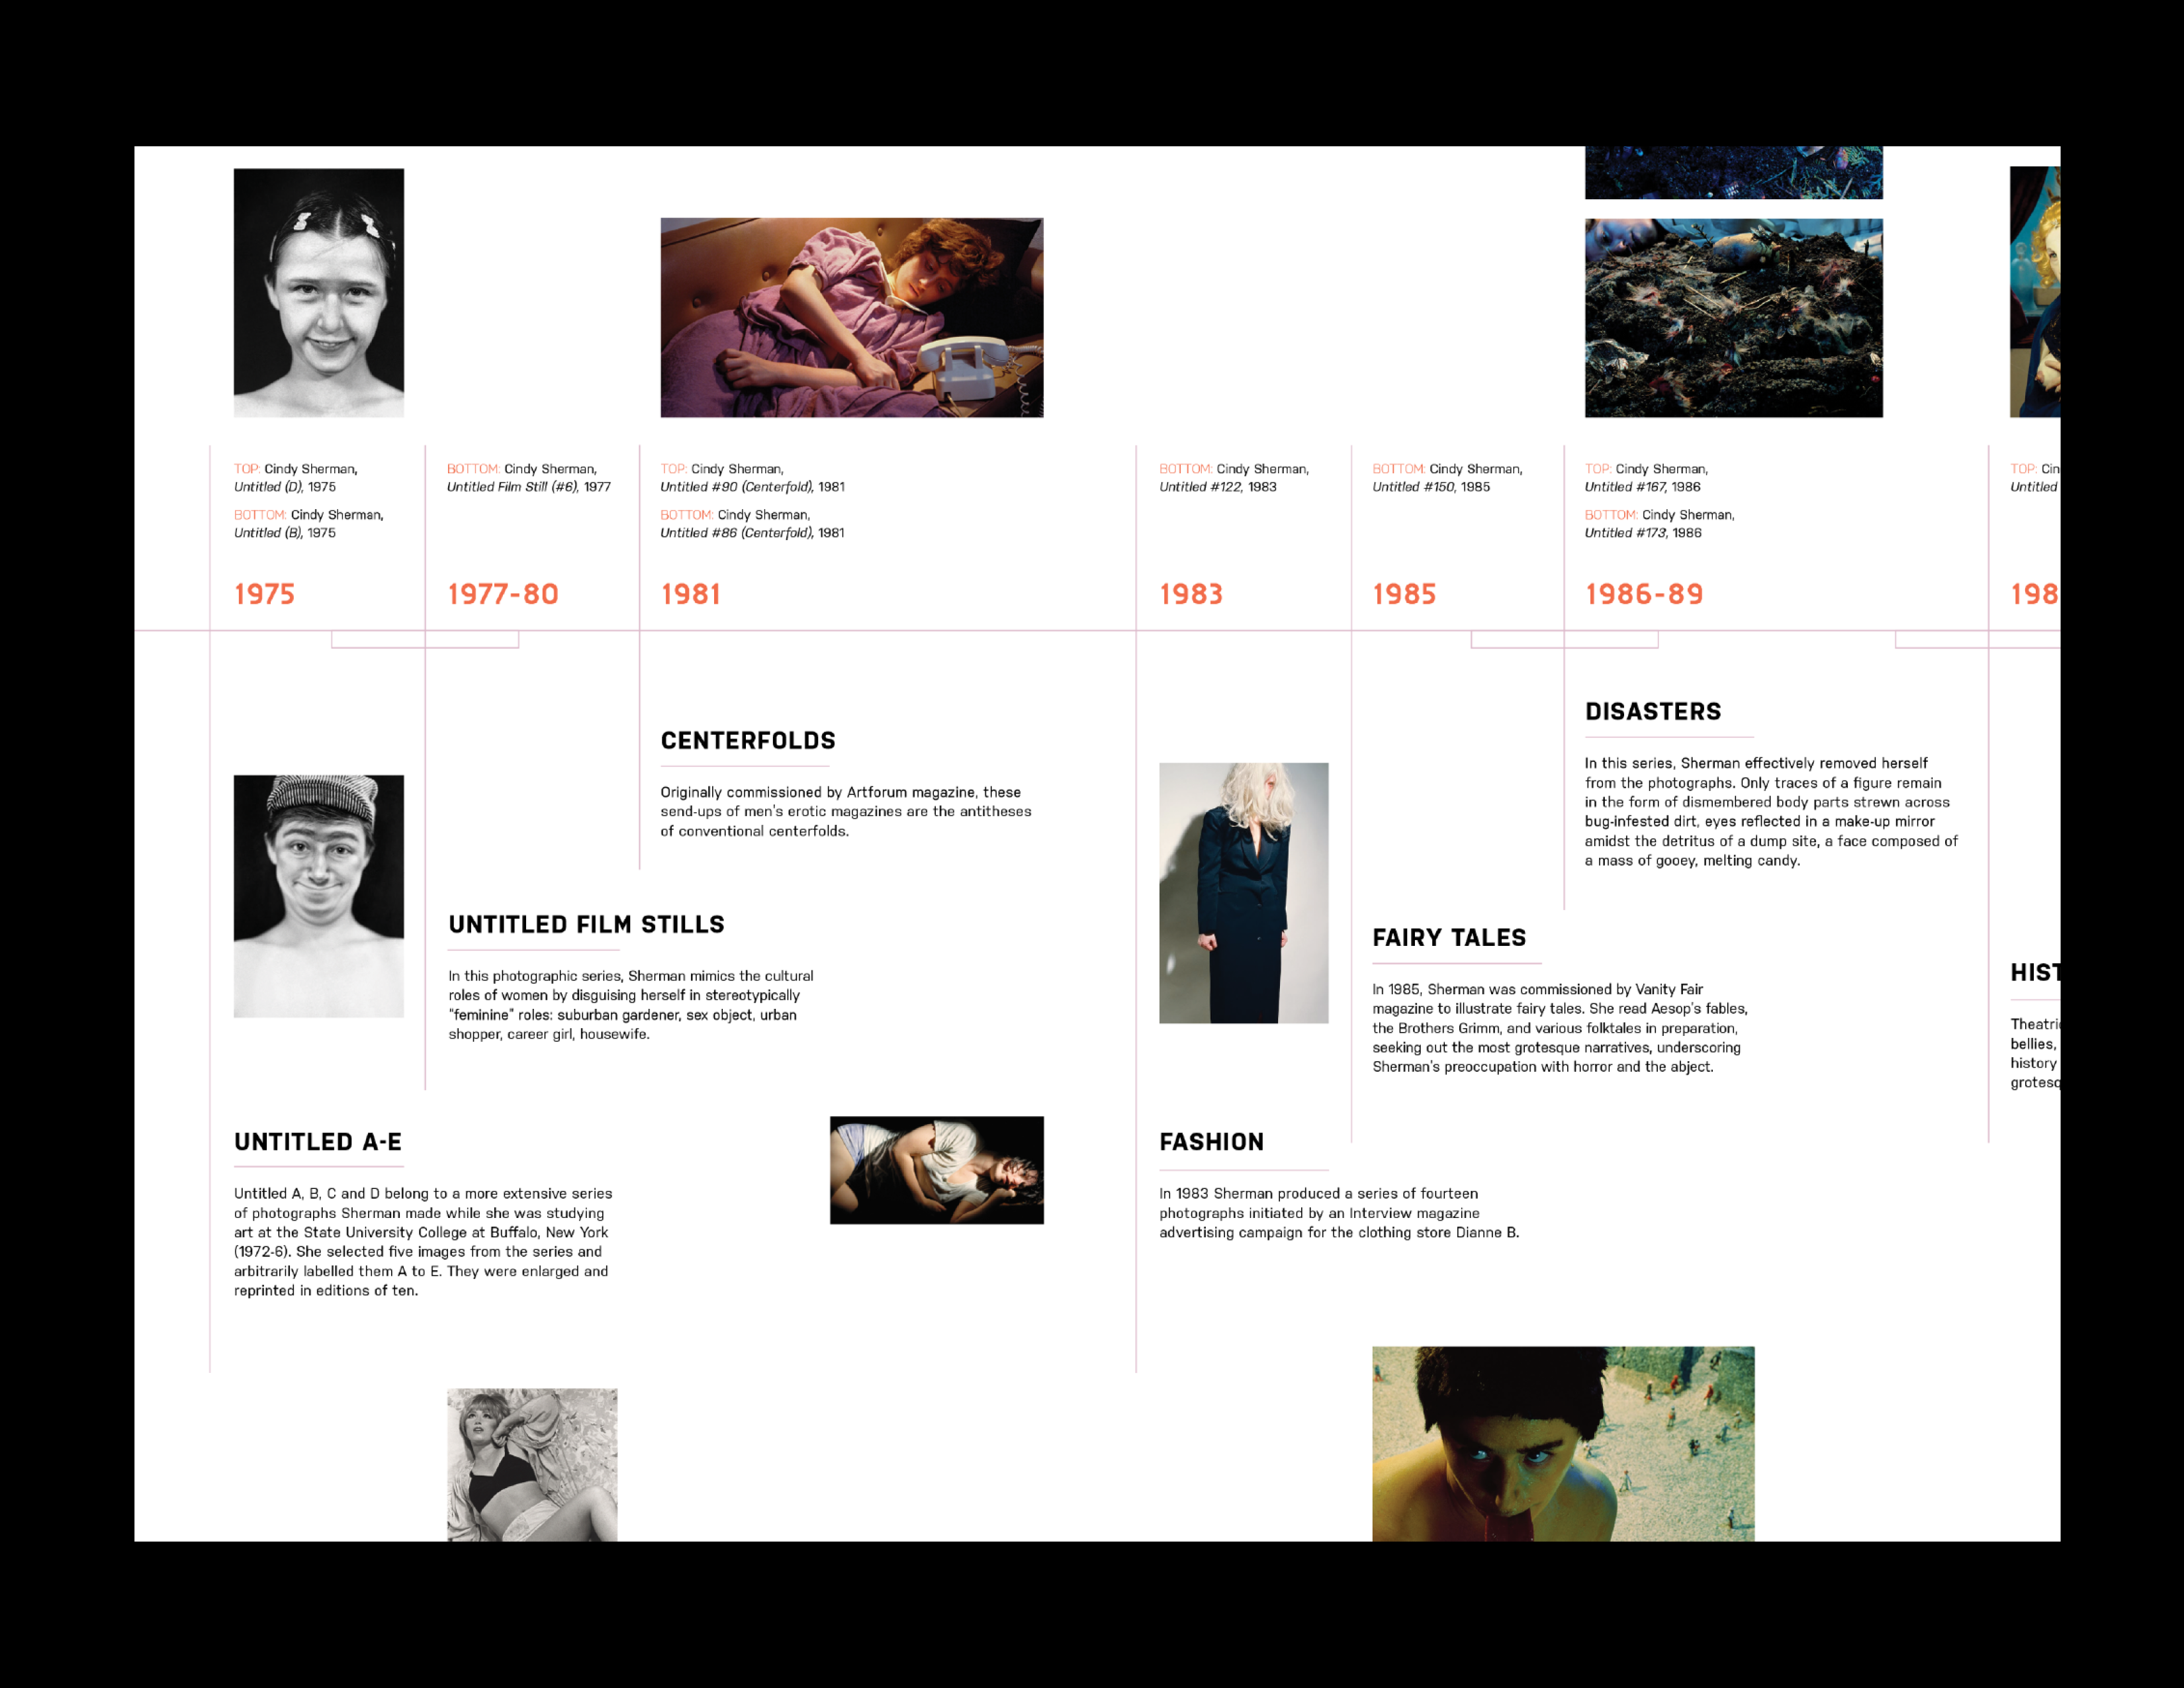 TOP: Cindy Sherman,
Untitled (D), 1975
BOTTOM: Cindy Sherman,
Untitled (B), 1975
1975
BOTTOM: Cindy Sherman,
Untitled Film Still (#6), 1977
1977-80
TOP: Cindy Sherman,
Untitled #90 (Centerfold), 1981
BOTTOM: Cindy Sherman,
Untitled #86 (Centerfold), 1981
1981
BOTTOM: Cindy Sherman,
Untitled #122, 1983
1983
BOTTOM: Cindy Sherman,
Untitled #150, 1985
1985
TOP: Cindy Sherman,
Untitled #167, 1986
BOTTOM: Cindy Sherman,
Untitled #173, 1986
1986-89
TOP: Cin
Untitled
198
CENTERFOLDS
Originally commissioned by Artforum magazine, these
send-ups of men's erotic magazines are the antitheses
of conventional centerfolds.
UNTITLED FILM STILLS
In this photographic series, Sherman mimics the cultural
roles of women by disguising herself in stereotypically
"feminine" roles: suburban gardener, sex object, urban
shopper, career girl, housewife.
UNTITLED A-E
Untitled A, B, C and D belong to a more extensive series
of photographs Sherman made while she was studying
art at the State University College at Buffalo, New York
(1972-6). She selected five images from the series and
arbitrarily labelled them A to E. They were enlarged and
reprinted in editions of ten.
DISASTERS
In this series, Sherman effectively removed herself
from the photographs. Only traces of a figure remain
in the form of dismembered body parts strewn across
bug-infested dirt, eyes reflected in a make-up mirror
amidst the detritus of a dump site, a face composed of
a mass of gooey, melting candy.
FAIRY TALES
In 1985, Sherman was commissioned by Vanity Fair
magazine to illustrate fairy tales. She read Aesop's fables,
the Brothers Grimm, and various folktales in preparation,
seeking out the most grotesque narratives, underscoring
Sherman's preoccupation with horror and the abject.
FASHION
In 1983 Sherman produced a series of fourteen
photographs initiated by an Interview magazine
advertising campaign for the clothing store Dianne B.
HIST
Theatri
bellies,
history
grotesq